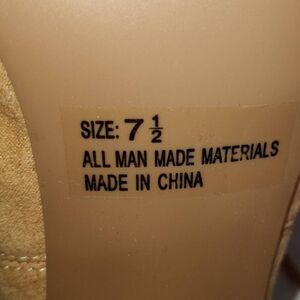 SIZE: 7 ½
ALL MAN MADE MATERIALS
MADE IN CHINA